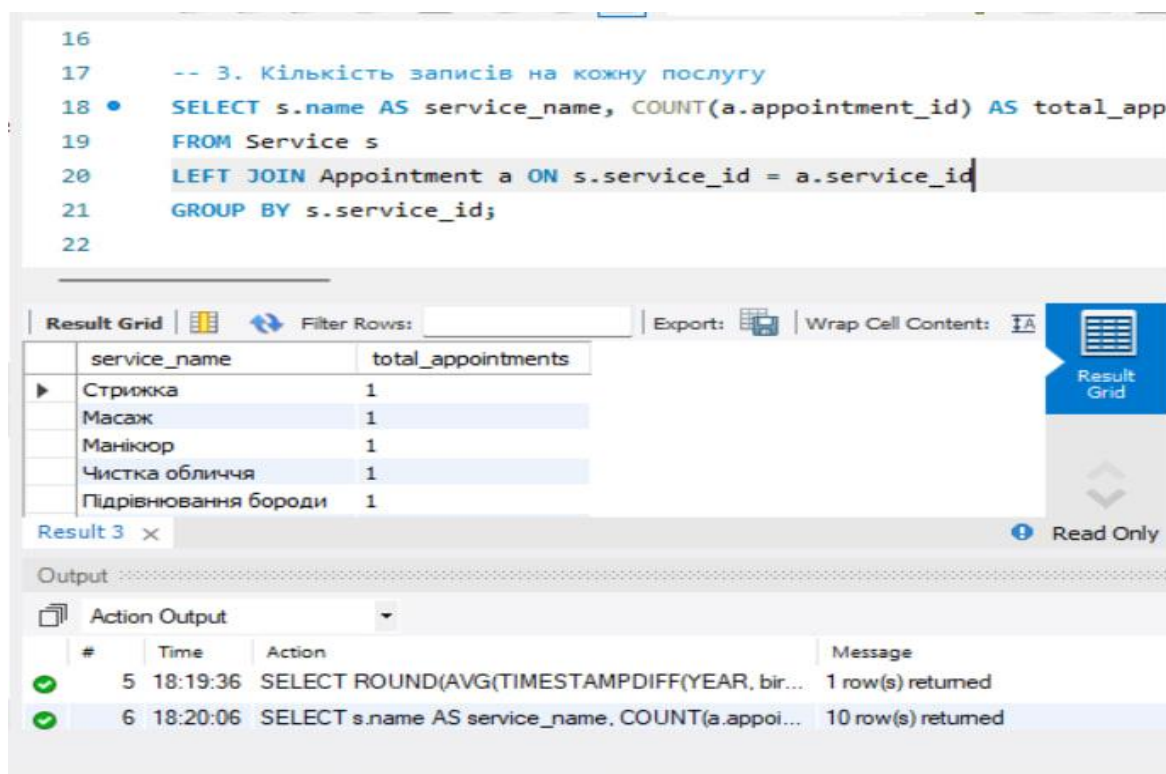 16
17 -- 3. Кількість записів на кожну послугу
18 SELECT s.name AS service_name, COUNT(a.appointment_id) AS total_app
19 FROM Service s
20 LEFT JOIN Appointment a ON s.service_id = a.service_id
21 GROUP BY s.service_id;
22
Result Grid Filter Rows: Export: Wrap Cell Content: IA
service_name total_appointments
Стрижка 1
Масаж 1
Манікюр 1
Чистка обличчя 1
Підрівнювання бороди 1
Result Grid
Result 3 × Read Only
Output
Action Output
# Time Action Message
5 18:19:36 SELECT ROUND(AVG(TIMESTAMPDIFF(YEAR, bir... 1 row(s) returned
6 18:20:06 SELECT s.name AS service_name, COUNT(a.appoi... 10 row(s) returned